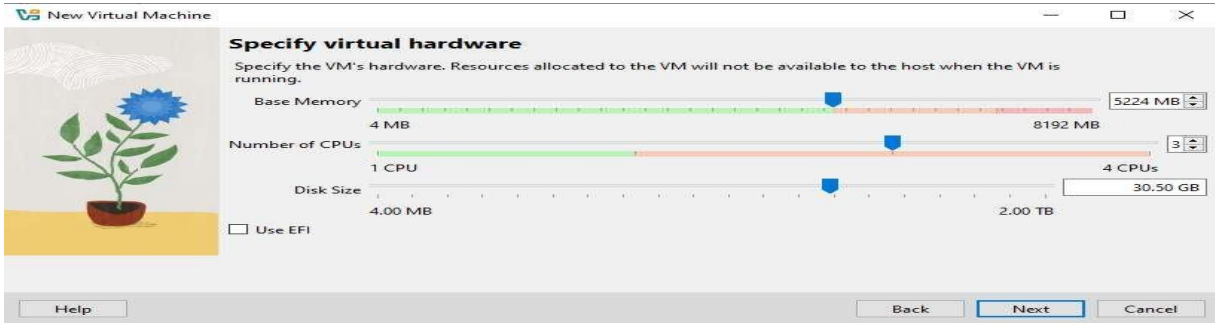 New Virtual Machine
Specify virtual hardware
Specify the VM's hardware. Resources allocated to the VM will not be available to the host when the VM is
running.
Base Memory 5224 MB
4 MB 8192 MB
Number of CPUs 3
1 CPU 4 CPUs
Disk Size 30.50 GB
4.00 MB 2.00 TB
Use EFI
Help Back Next Cancel